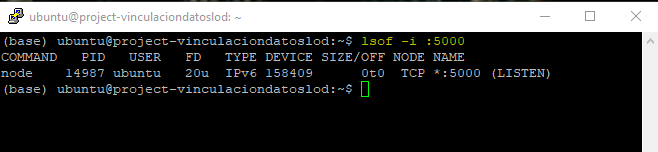 ubuntu@project-vinculaciondatoslod: ~
(base) ubuntu@project-vinculaciondatoslod:~$ lsof -i :5000
COMMAND   PID   USER   FD   TYPE DEVICE SIZE/OFF NODE NAME
node    14987 ubuntu   20u  IPv6 158409      0t0  TCP *:5000 (LISTEN)
(base) ubuntu@project-vinculaciondatoslod:~$